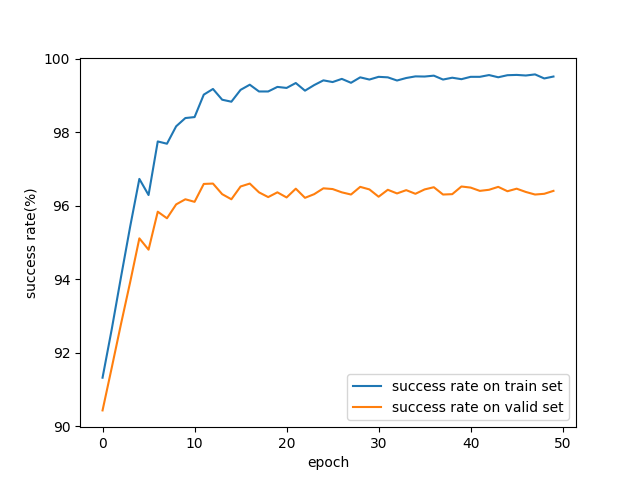 100
98
96
94
92
90
success rate(%)
0 10 20 30 40 50
epoch
success rate on train set
success rate on valid set